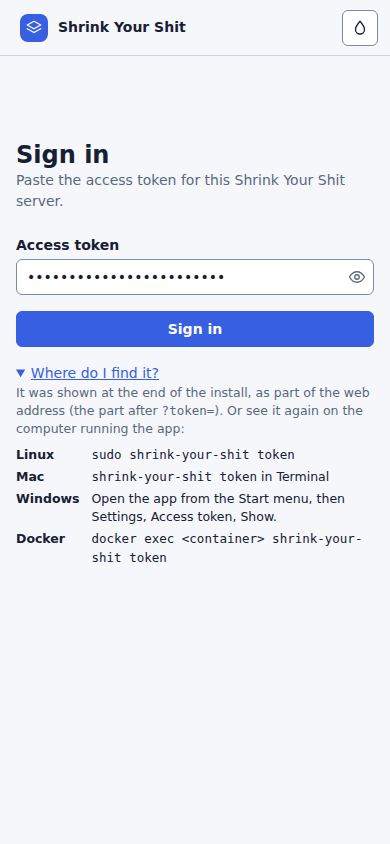 Shrink Your Shit
Sign in
Paste the access token for this Shrink Your Shit
server.
Access token
••••••••••••••••••••••••
Sign in
▼ Where do I find it?
It was shown at the end of the install, as part of the web
address (the part after ?token=). Or see it again on the
computer running the app:
Linux sudo shrink-your-shit token
Mac shrink-your-shit token in Terminal
Windows Open the app from the Start menu, then
Settings, Access token, Show.
Docker docker exec <container> shrink-your-
shit token